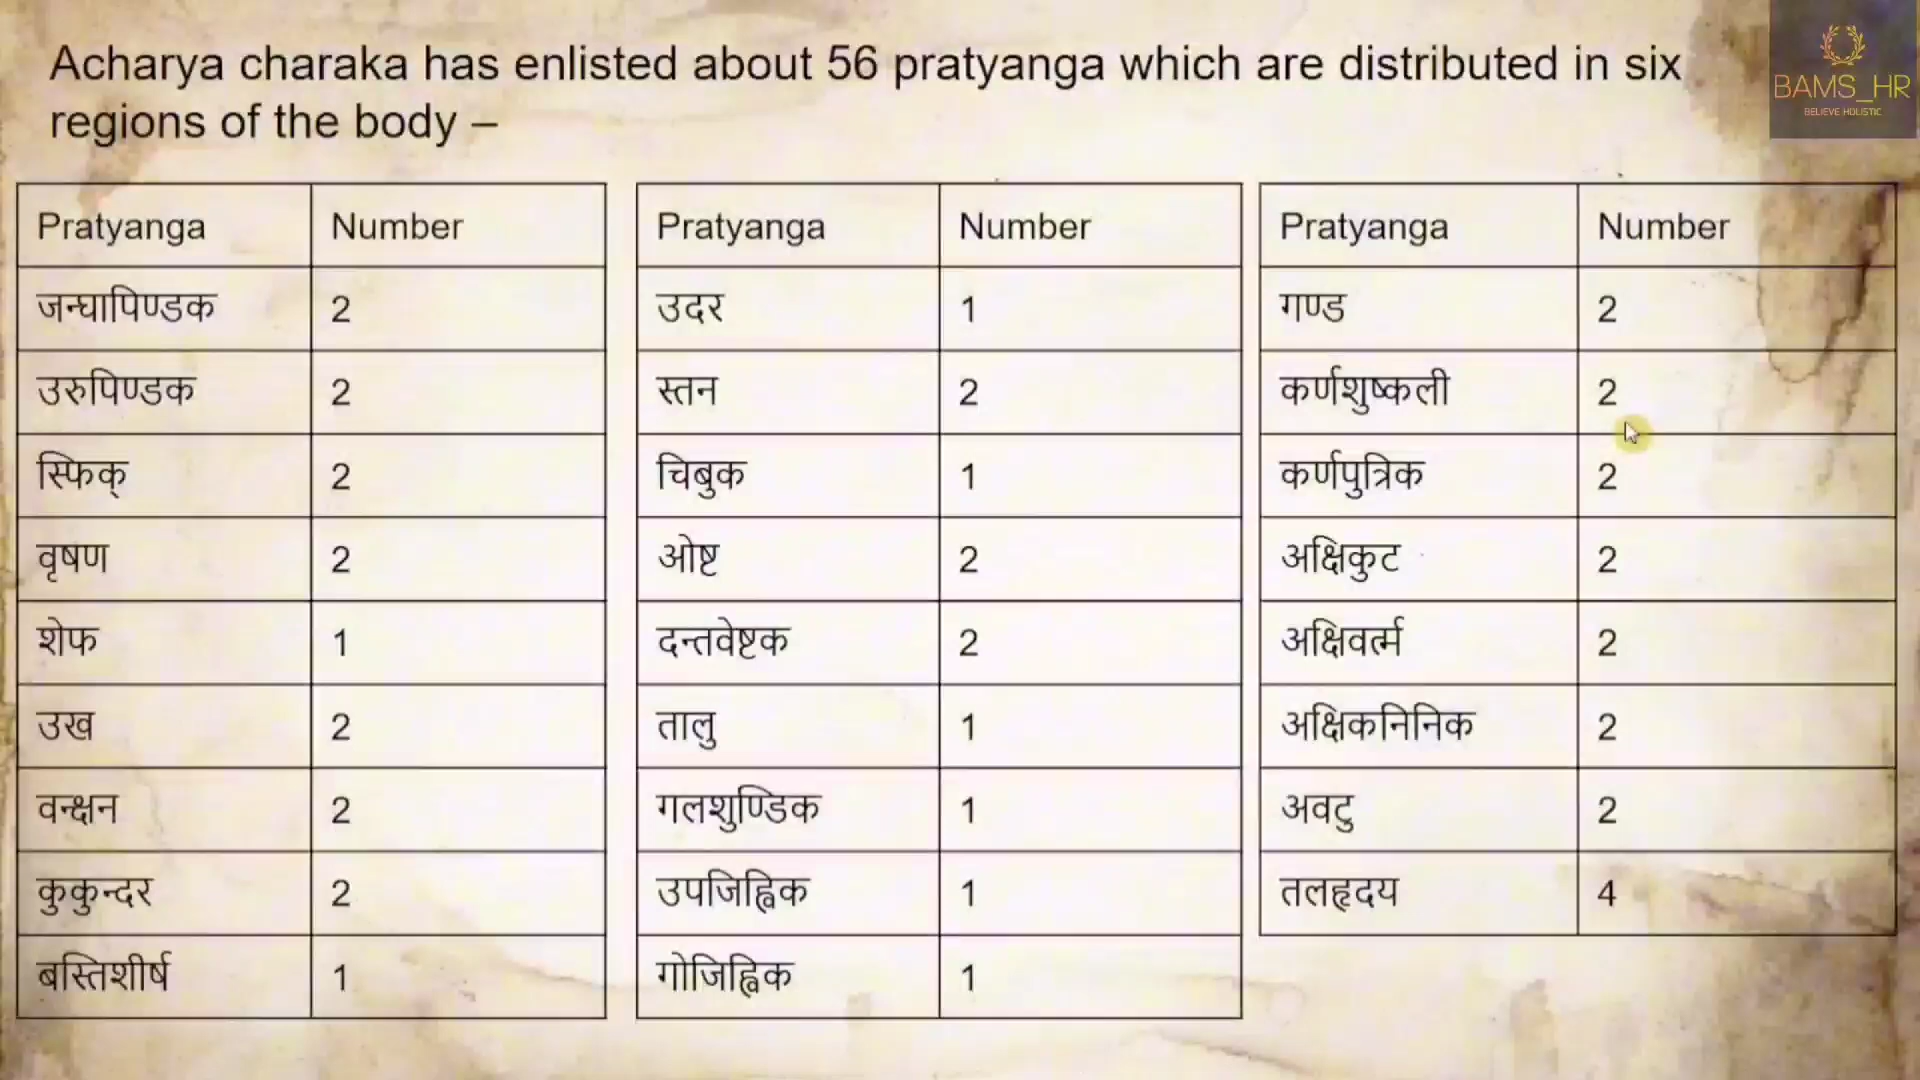 Acharya charaka has enlisted about 56 pratyanga which are distributed in six
regions of the body –
BAMS_HR
BELIEVE HOLISTIC
Pratyanga Number
जन्घापिण्डक 2
उरुपिण्डक 2
स्फिक् 2
वृषण 2
शेफ 1
उख 2
वन्क्षन 2
कुकुन्दर 2
बस्तिशीर्ष 1
Pratyanga Number
उदर 1
स्तन 2
चिबुक 1
ओष्ट 2
दन्तवेष्टक 2
तालु 1
गलशुण्डिक 1
उपजिह्विक 1
गोजिह्विक 1
Pratyanga Number
गण्ड 2
कर्णशुष्कली 2
कर्णपुत्रिक 2
अक्षिकुट 2
अक्षिवर्त्म 2
अक्षिकनिनिक 2
अवटु 2
तलहृदय 4